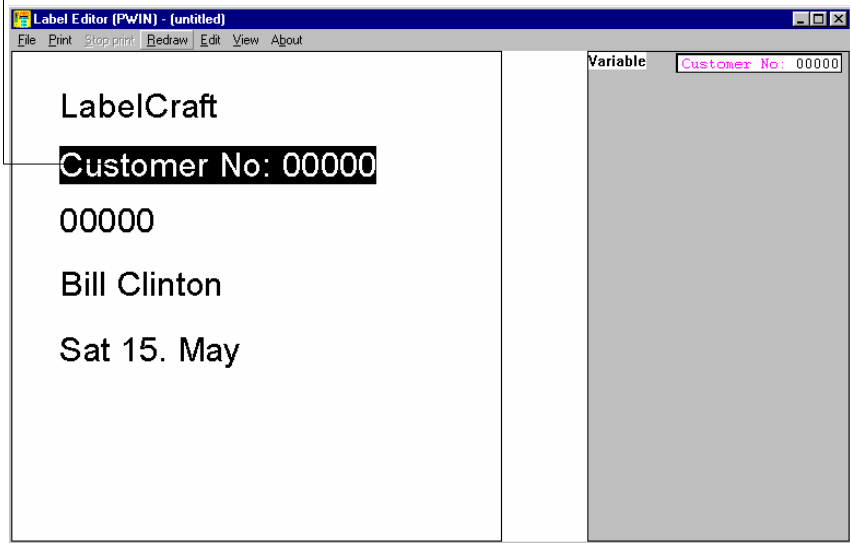 Label Editor (PWIN) - (untitled)
File Print Stop print Redraw Edit View About
LabelCraft
Customer No: 00000
00000
Bill Clinton
Sat 15. May
Variable Customer No: 00000